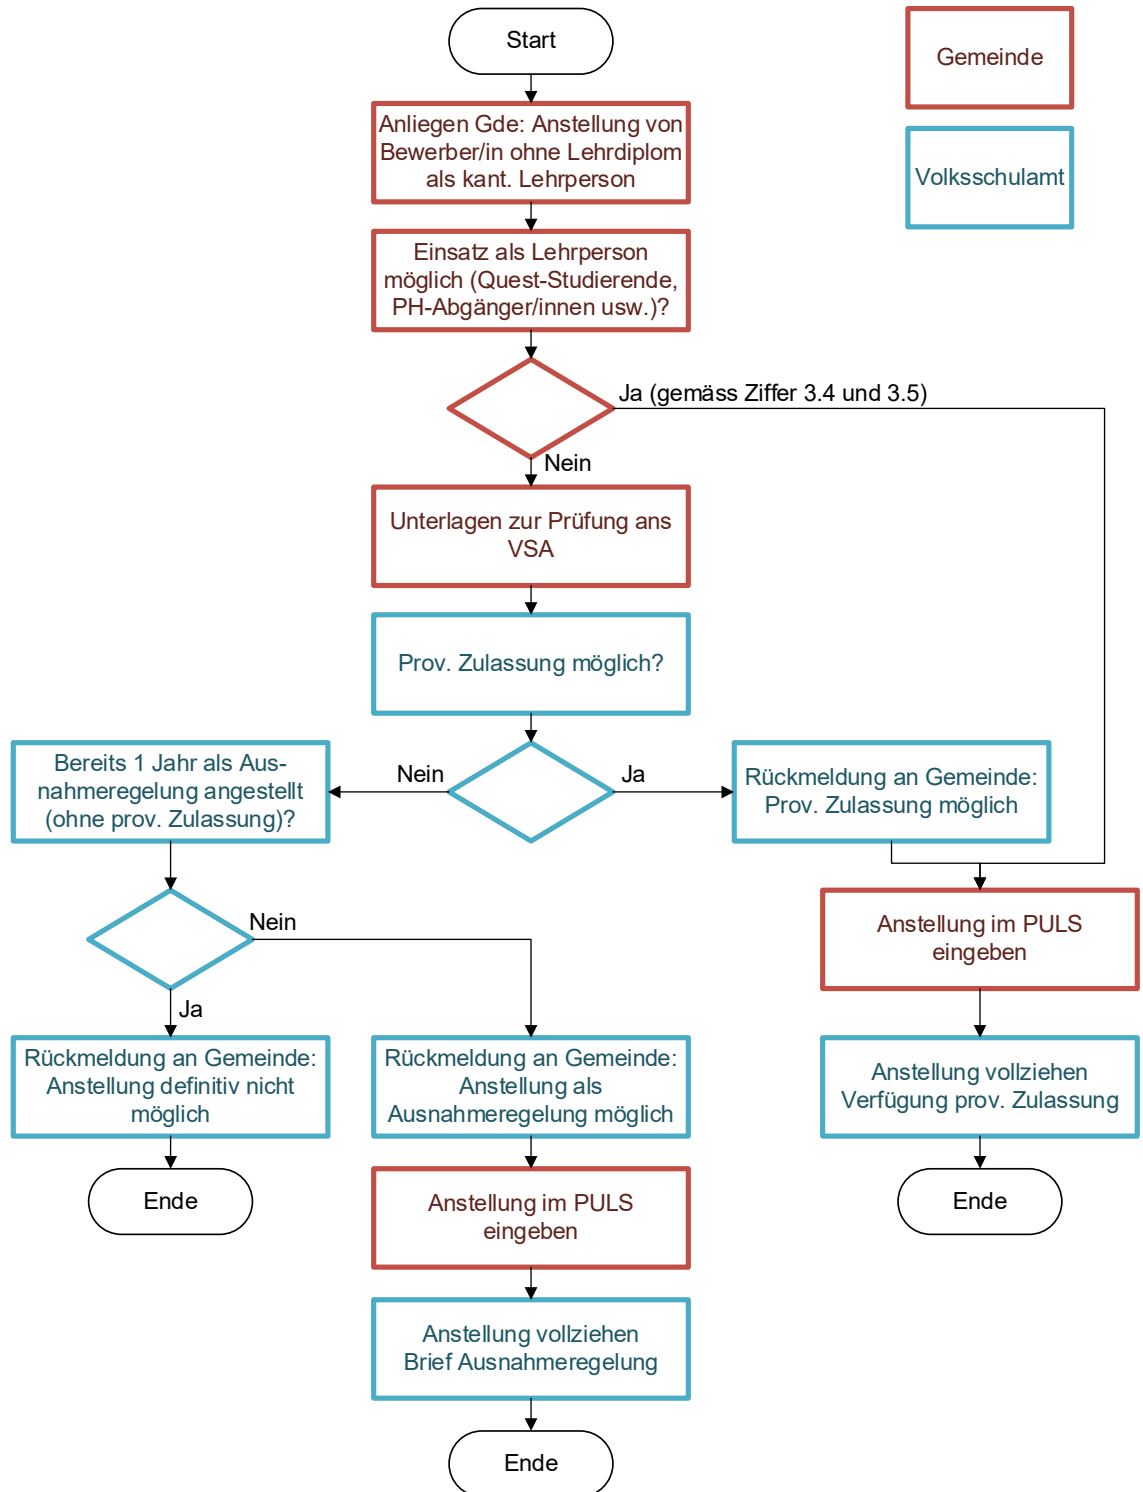 Start
Gemeinde
Anliegen Gde: Anstellung von
Bewerber/in ohne Lehrdiplom
als kant. Lehrperson
Volksschulamt
Einsatz als Lehrperson
möglich (Quest-Studierende,
PH-Abgänger/innen usw.)?
Ja (gemäss Ziffer 3.4 und 3.5)
Nein
Unterlagen zur Prüfung ans
VSA
Prov. Zulassung möglich?
Bereits 1 Jahr als Aus-
nahmeregelung angestellt
(ohne prov. Zulassung)?
Nein
Ja
Rückmeldung an Gemeinde:
Prov. Zulassung möglich
Nein
Anstellung im PULS
eingeben
Ja
Rückmeldung an Gemeinde:
Anstellung definitiv nicht
möglich
Rückmeldung an Gemeinde:
Anstellung als
Ausnahmeregelung möglich
Anstellung vollziehen
Verfügung prov. Zulassung
Ende
Anstellung im PULS
eingeben
Ende
Anstellung vollziehen
Brief Ausnahmeregelung
Ende